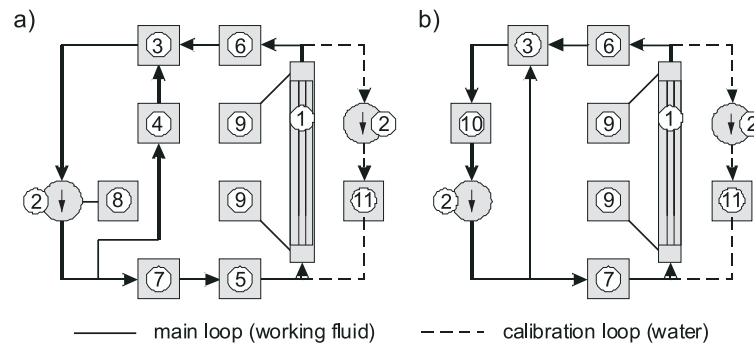 a) b)
3 6 3 6
1 1
4 9 2 10 9 2
2 8 9 11 2 9 11
7 5 7
main loop (working fluid) calibration loop (water)